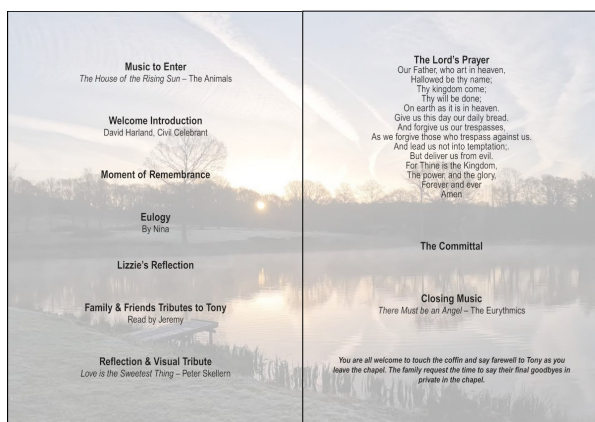 Music to Enter
The House of the Rising Sun – The Animals
Welcome Introduction
David Harland, Civil Celebrant
Moment of Remembrance
Eulogy
By Nina
Lizzie's Reflection
Family & Friends Tributes to Tony
Read by Jeremy
Reflection & Visual Tribute
Love is the Sweetest Thing – Peter Skellern
The Lord's Prayer
Our Father, who art in heaven,
Hallowed be thy name;
Thy kingdom come;
Thy will be done;
On earth as it is in heaven.
Give us this day our daily bread.
And forgive us our trespasses,
As we forgive those who trespass against us.
And lead us not into temptation;.
But deliver us from evil.
For Thine is the Kingdom,
The power, and the glory,
Forever and ever
Amen
The Committal
Closing Music
There Must be an Angel – The Eurythmics
You are all welcome to touch the coffin and say farewell to Tony as you
leave the chapel. The family request the time to say their final goodbyes in
private in the chapel.